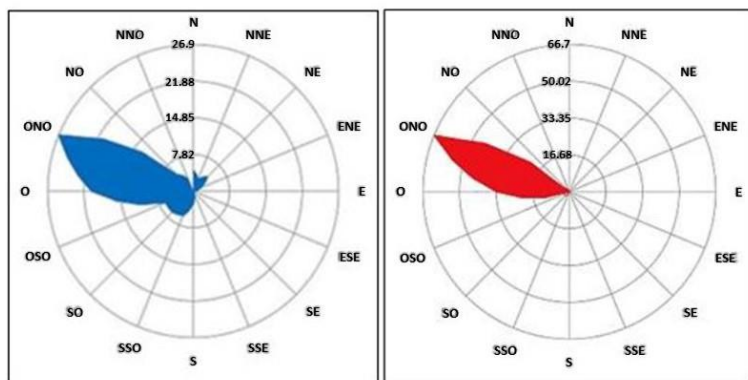 N
NNO
NNE
26.9
NO
NE
21.88
ONO
14.85
ENE
7.82
O
E
OSO
ESE
SO
SE
SSO
SSE
S
N
NNO
NNE
66.7
NO
NE
50.02
ONO
33.35
ENE
16.68
O
E
OSO
ESE
SO
SE
SSO
SSE
S